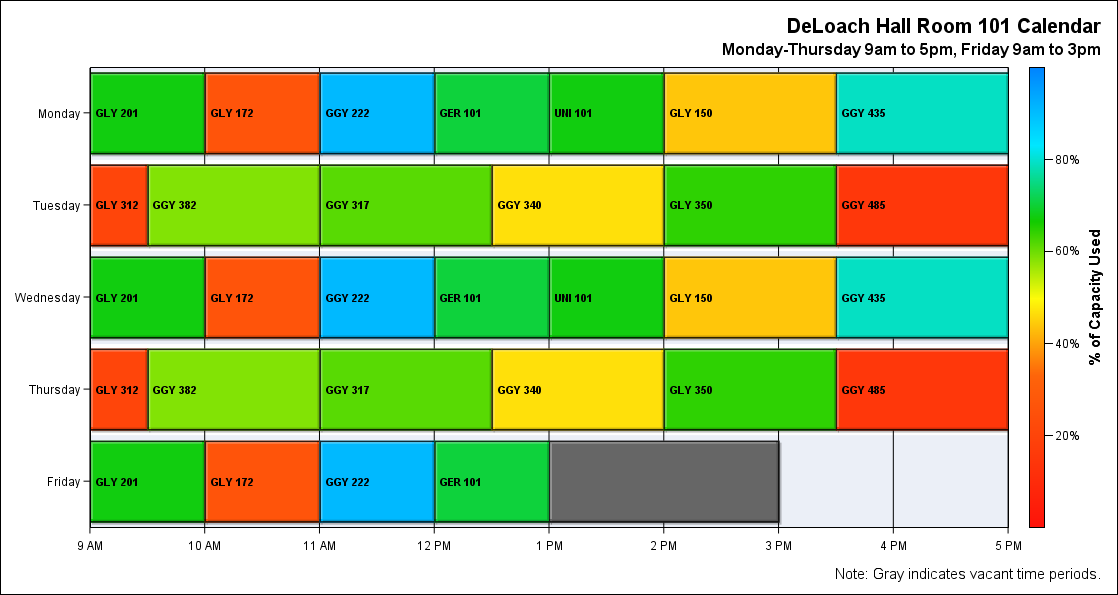 DeLoach Hall Room 101 Calendar
Monday-Thursday 9am to 5pm, Friday 9am to 3pm
Monday
GLY 201
GLY 172
GGY 222
GER 101
UNI 101
GLY 150
GGY 435
Tuesday
GLY 312
GGY 382
GGY 317
GGY 340
GLY 350
GGY 485
Wednesday
GLY 201
GLY 172
GGY 222
GER 101
UNI 101
GLY 150
GGY 435
Thursday
GLY 312
GGY 382
GGY 317
GGY 340
GLY 350
GGY 485
Friday
GLY 201
GLY 172
GGY 222
GER 101
9 AM
10 AM
11 AM
12 PM
1 PM
2 PM
3 PM
4 PM
5 PM
80%
60%
40%
20%
% of Capacity Used
Note: Gray indicates vacant time periods.